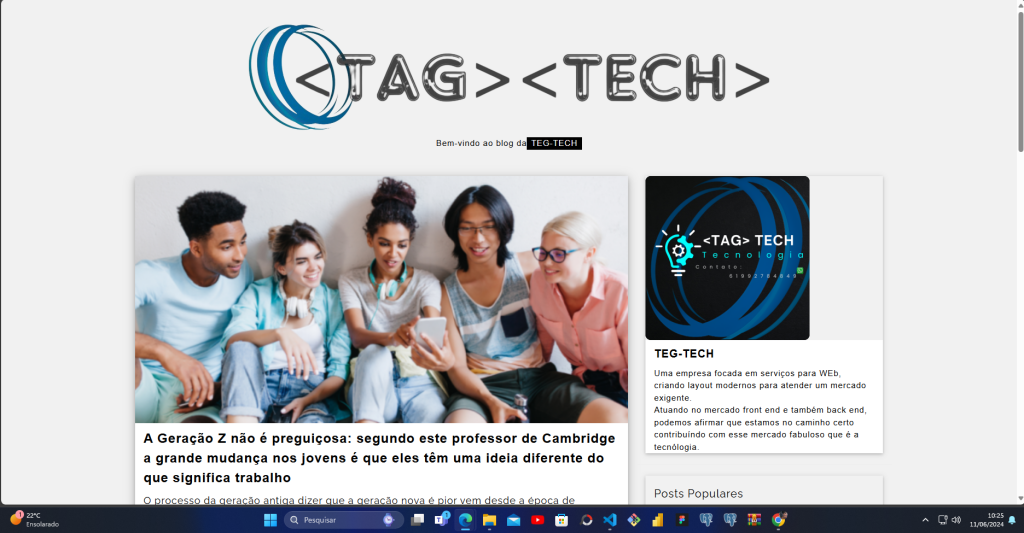 <TAG><TECH>
Bem-vindo ao blog da TEG-TECH
A Geração Z não é preguiçosa: segundo este professor de Cambridge
a grande mudança nos jovens é que eles têm uma ideia diferente do
que significa trabalho
O processo da geração antiga dizer que a geração nova é pior vem desde a época de
<TAG> TECH
Tecnologia
Contato:
TEG-TECH
Uma empresa focada em serviços para WEb,
criando layout modernos para atender um mercado
exigente.
Atuando no mercado front end e também back end,
podemos afirmar que estamos no caminho certo
contribuíndo com esse mercado fabuloso que é a
tecnólogia.
Posts Populares
1
22°C
Ensolarado
Pesquisar
1
10:25
11/06/2024